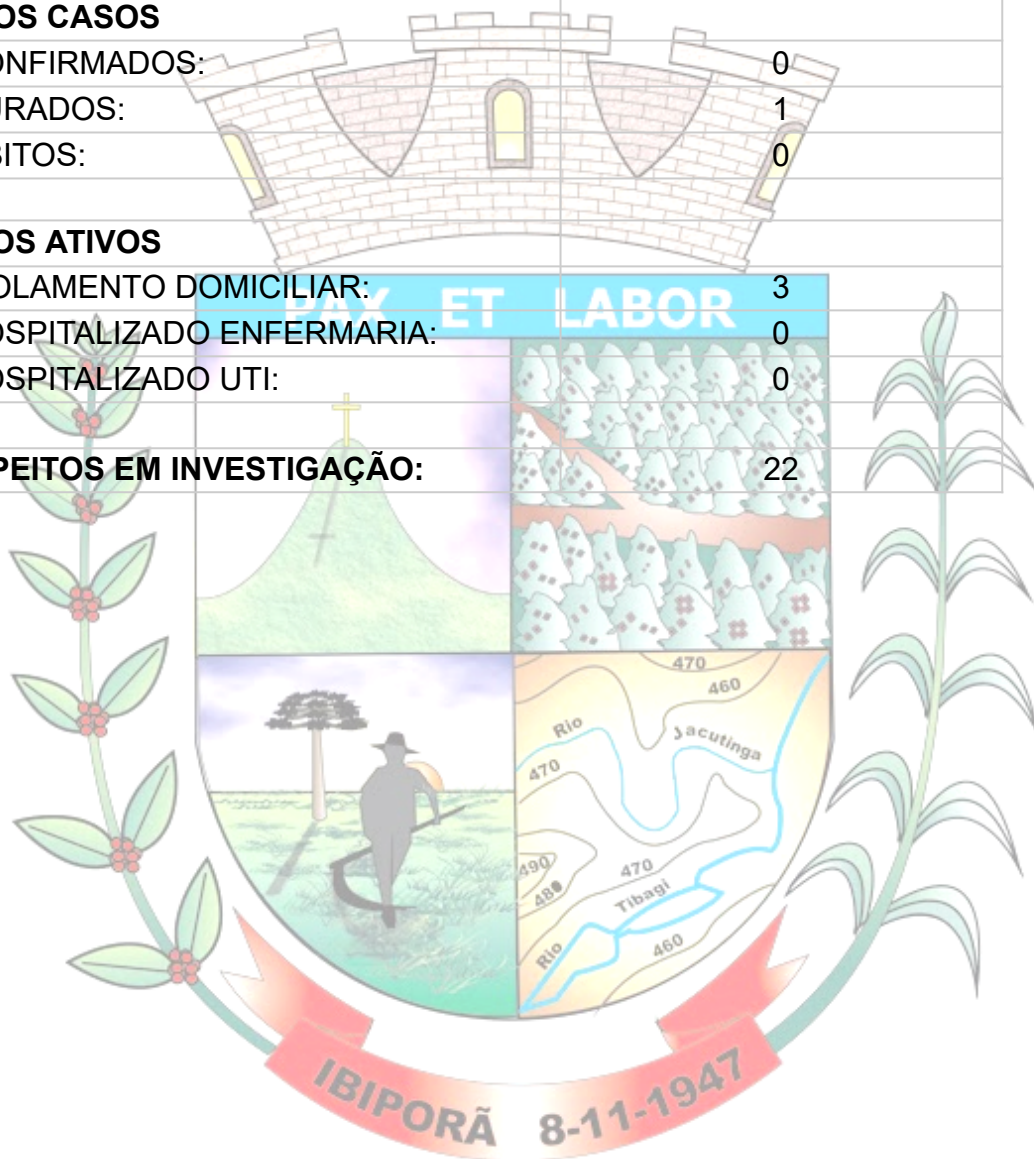 OS CASOS
ONFIRMADOS: 0
URADOS: 1
BITOS: 0
OS ATIVOS
OLAMENTO DOMICILIAR: 3
OSPITALIZADO ENFERMARIA: 0
OSPITALIZADO UTI: 0
PEITOS EM INVESTIGAÇÃO: 22
PAX ET LABOR
470
460
Rio Jacutinga
470
490
480
470
Rio Tibagi
460
IBIPORÃ 8-11-1947